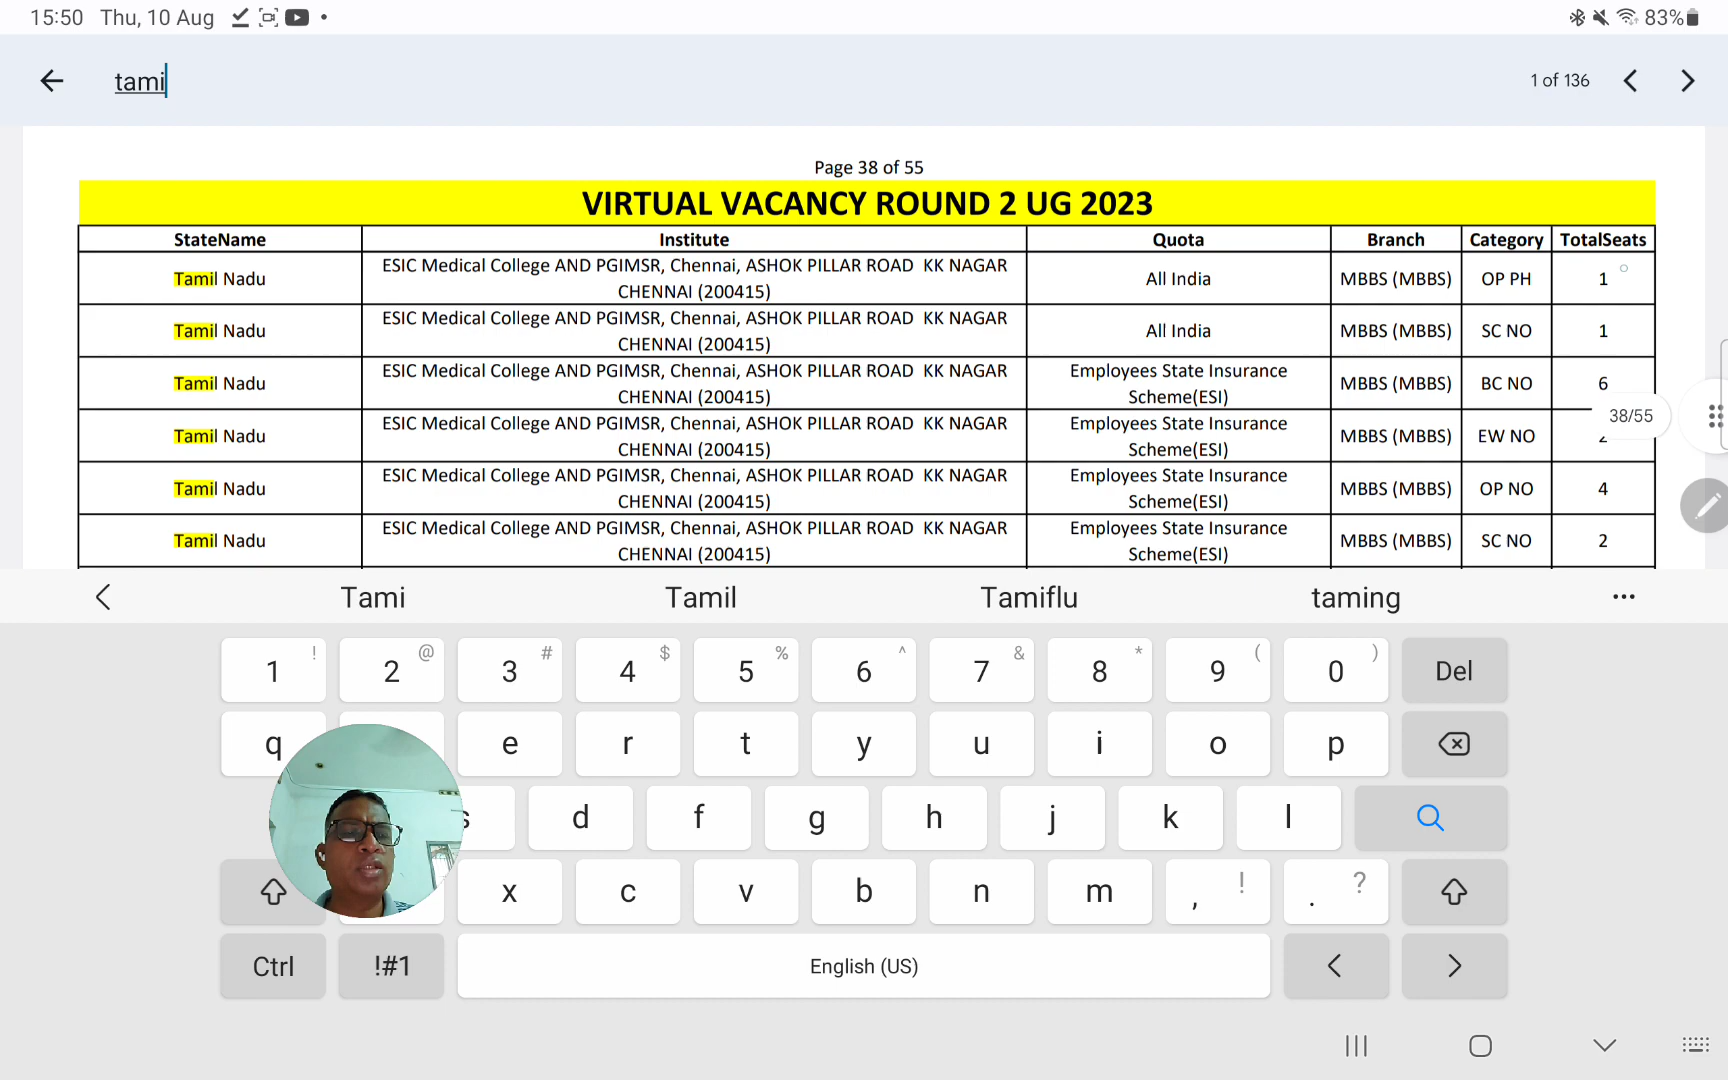 15:50 Thu, 10 Aug 83%
tami 1 of 136
Page 38 of 55
VIRTUAL VACANCY ROUND 2 UG 2023
StateName Institute Quota Branch Category TotalSeats
Tamil Nadu ESIC Medical College AND PGIMSR, Chennai, ASHOK PILLAR ROAD KK NAGAR CHENNAI (200415) All India MBBS (MBBS) OP PH 1
Tamil Nadu ESIC Medical College AND PGIMSR, Chennai, ASHOK PILLAR ROAD KK NAGAR CHENNAI (200415) All India MBBS (MBBS) SC NO 1
Tamil Nadu ESIC Medical College AND PGIMSR, Chennai, ASHOK PILLAR ROAD KK NAGAR CHENNAI (200415) Employees State Insurance Scheme(ESI) MBBS (MBBS) BC NO 6
38/55
Tamil Nadu ESIC Medical College AND PGIMSR, Chennai, ASHOK PILLAR ROAD KK NAGAR CHENNAI (200415) Employees State Insurance Scheme(ESI) MBBS (MBBS) EW NO
Tamil Nadu ESIC Medical College AND PGIMSR, Chennai, ASHOK PILLAR ROAD KK NAGAR CHENNAI (200415) Employees State Insurance Scheme(ESI) MBBS (MBBS) OP NO 4
Tamil Nadu ESIC Medical College AND PGIMSR, Chennai, ASHOK PILLAR ROAD KK NAGAR CHENNAI (200415) Employees State Insurance Scheme(ESI) MBBS (MBBS) SC NO 2
Tami Tamil Tamiflu taming ...
1 ! 2 @ 3 # 4 $ 5 % 6 ^ 7 & 8 * 9 ( 0 ) Del
q e r t y u i o p
s d f g h j k l
x c v b n m , ! . ?
Ctrl !#1 English (US) < >